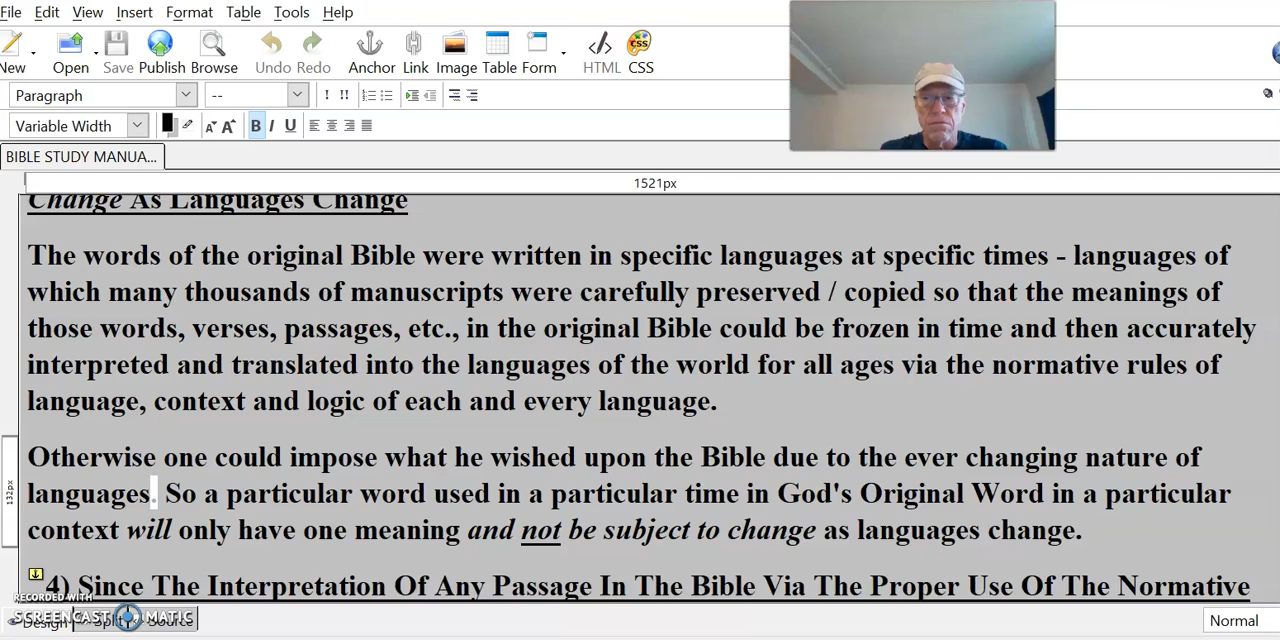 File Edit View Insert Format Table Tools Help
New Open Save Publish Browse Undo Redo Anchor Link Image Table Form HTML CSS
Paragraph -- ! !!
Variable Width A A B I U
BIBLE STUDY MANUA...
1521px
Change As Languages Change
The words of the original Bible were written in specific languages at specific times - languages of
which many thousands of manuscripts were carefully preserved / copied so that the meanings of
those words, verses, passages, etc., in the original Bible could be frozen in time and then accurately
interpreted and translated into the languages of the world for all ages via the normative rules of
language, context and logic of each and every language.
Otherwise one could impose what he wished upon the Bible due to the ever changing nature of
languages. So a particular word used in a particular time in God's Original Word in a particular
context will only have one meaning and not be subject to change as languages change.
132px
4) Since The Interpretation Of Any Passage In The Bible Via The Proper Use Of The Normative
RECORDED WITH
SCREENCAST MATIC
Design Split Source Normal